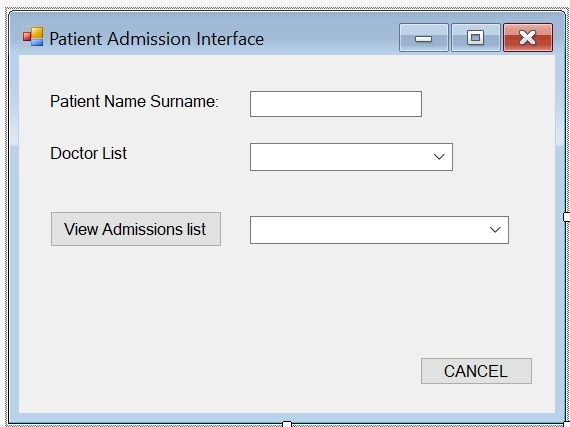 Patient Admission Interface
Patient Name Surname:
Doctor List
View Admissions list
CANCEL